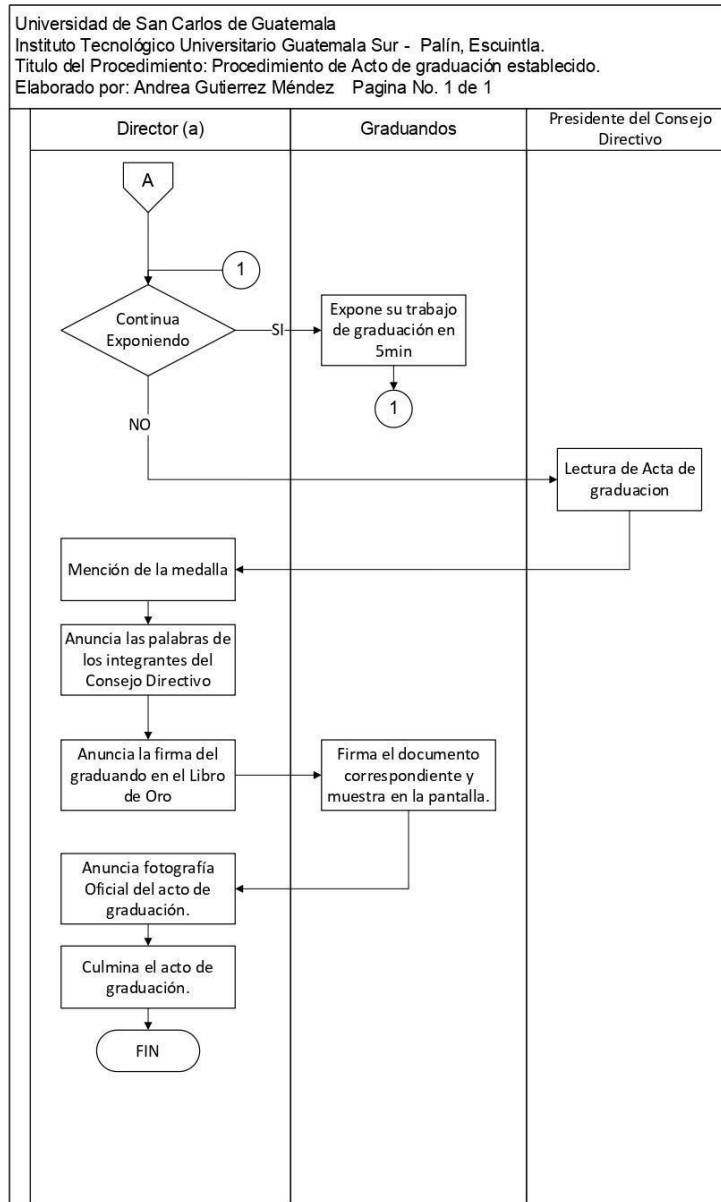 Universidad de San Carlos de Guatemala
Instituto Tecnológico Universitario Guatemala Sur - Palín, Escuintla.
Titulo del Procedimiento: Procedimiento de Acto de graduación establecido.
Elaborado por: Andrea Gutierrez Méndez Pagina No. 1 de 1
Director (a)
Graduandos
Presidente del Consejo
Directivo
A
1
Continua
Exponiendo
SI
Expone su trabajo
de graduación en
5min
1
NO
Lectura de Acta de
graduacion
Mención de la medalla
Anuncia las palabras de
los integrantes del
Consejo Directivo
Anuncia la firma del
graduando en el Libro
de Oro
Firma el documento
correspondiente y
muestra en la pantalla.
Anuncia fotografía
Oficial del acto de
graduación.
Culmina el acto de
graduación.
FIN